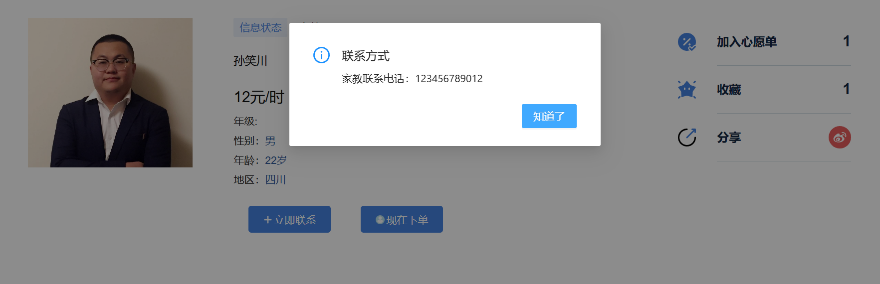 信息状态
孙笑川
12元/时
年级:
性别: 男
年龄: 22岁
地区: 四川
+ 立即联系
现在下单
联系方式
家教联系电话: 123456789012
知道了
加入心愿单 1
收藏 1
分享